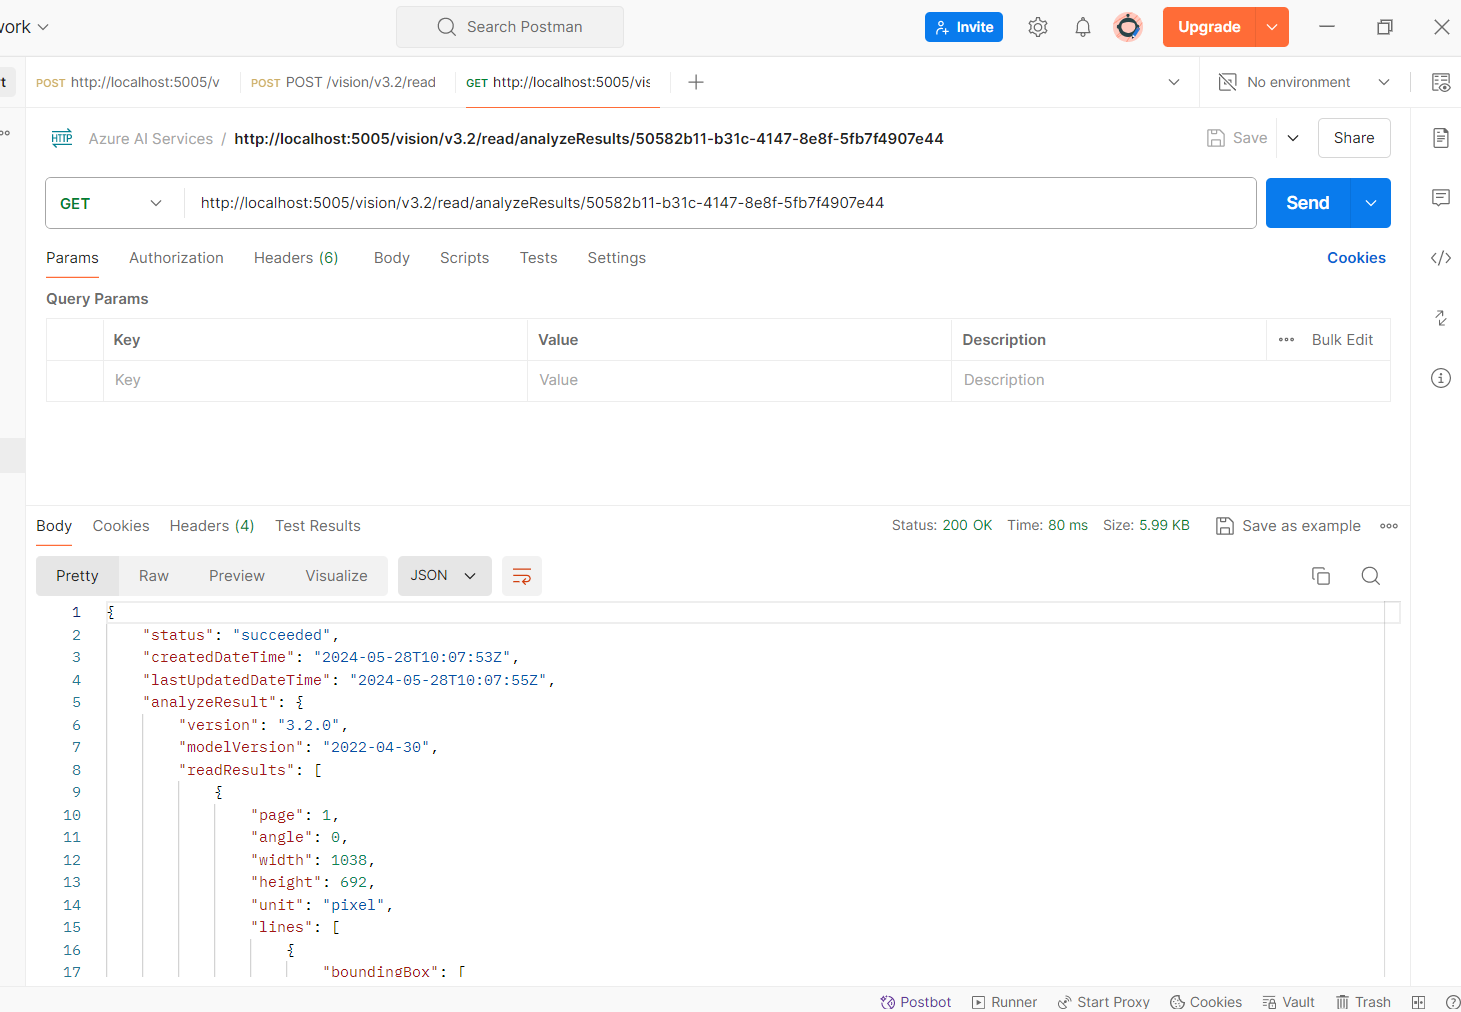 work
Search Postman
Invite
Upgrade
POST http://localhost:5005/v
POST POST /vision/v3.2/read
GET http://localhost:5005/vis
No environment
HTTP
Azure AI Services / http://localhost:5005/vision/v3.2/read/analyzeResults/50582b11-b31c-4147-8e8f-5fb7f4907e44
Save
Share
GET
http://localhost:5005/vision/v3.2/read/analyzeResults/50582b11-b31c-4147-8e8f-5fb7f4907e44
Send
Params Authorization Headers (6) Body Scripts Tests Settings Cookies
Query Params
Key Value Description Bulk Edit
Key Value Description
Body Cookies Headers (4) Test Results Status: 200 OK Time: 80 ms Size: 5.99 KB Save as example
Pretty Raw Preview Visualize JSON
1 {
2 "status": "succeeded",
3 "createdDateTime": "2024-05-28T10:07:53Z",
4 "lastUpdatedDateTime": "2024-05-28T10:07:55Z",
5 "analyzeResult": {
6 "version": "3.2.0",
7 "modelVersion": "2022-04-30",
8 "readResults": [
9 {
10 "page": 1,
11 "angle": 0,
12 "width": 1038,
13 "height": 692,
14 "unit": "pixel",
15 "lines": [
16 {
17 "boundingBox": [
Postbot Runner Start Proxy Cookies Vault Trash